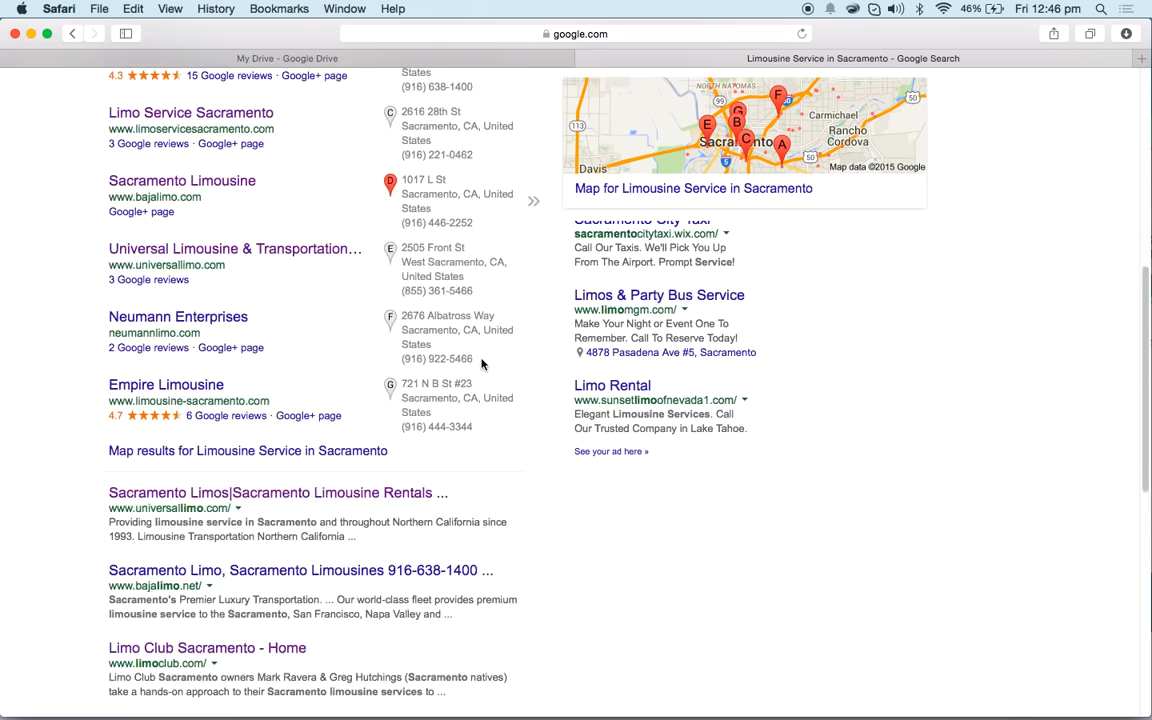 Safari File Edit View History Bookmarks Window Help 46% Fri 12:46 pm
google.com
My Drive - Google Drive
Limousine Service in Sacramento - Google Search
4.3 15 Google reviews · Google+ page
States
(916) 638-1400
Limo Service Sacramento
www.limoservicesacramento.com
3 Google reviews · Google+ page
C 2616 28th St
Sacramento, CA, United
States
(916) 221-0462
Sacramento Limousine
www.bajalimo.com
Google+ page
D 1017 L St
Sacramento, CA, United
States
(916) 446-2252
Universal Limousine & Transportation...
www.universallimo.com
3 Google reviews
E 2505 Front St
West Sacramento, CA,
United States
(855) 361-5466
Neumann Enterprises
neumannlimo.com
2 Google reviews · Google+ page
F 2676 Albatross Way
Sacramento, CA, United
States
(916) 922-5466
Empire Limousine
www.limousine-sacramento.com
4.7 6 Google reviews · Google+ page
G 721 N B St #23
Sacramento, CA, United
States
(916) 444-3344
Map results for Limousine Service in Sacramento
Sacramento Limos|Sacramento Limousine Rentals ...
www.universallimo.com/
Providing limousine service in Sacramento and throughout Northern California since
1993. Limousine Transportation Northern California ...
Sacramento Limo, Sacramento Limousines 916-638-1400 ...
www.bajalimo.net/
Sacramento's Premier Luxury Transportation. ... Our world-class fleet provides premium
limousine service to the Sacramento, San Francisco, Napa Valley and ...
Limo Club Sacramento - Home
www.limoclub.com/
Limo Club Sacramento owners Mark Ravera & Greg Hutchings (Sacramento natives)
take a hands-on approach to their Sacramento limousine services to ...
NORTH NATOMAS
F
99
80
50
G
113
E
B
Carmichael
C
Sacramento
A
Rancho
Cordova
5
50
Davis
Map data ©2015 Google
Map for Limousine Service in Sacramento
Sacramento City Taxi
sacramentocitytaxi.wix.com/
Call Our Taxis. We'll Pick You Up
From The Airport. Prompt Service!
Limos & Party Bus Service
www.limomgm.com/
Make Your Night or Event One To
Remember. Call To Reserve Today!
4878 Pasadena Ave #5, Sacramento
Limo Rental
www.sunsetlimoofnevada1.com/
Elegant Limousine Services. Call
Our Trusted Company in Lake Tahoe.
See your ad here »